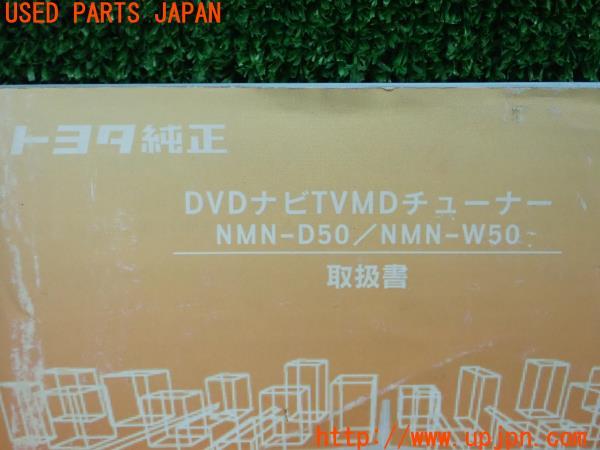 USED PARTS JAPAN
トヨタ純正
DVDナビTVMDチューナー
NMN-D50／NMN-W50
取扱書
http://www.upjpn.com